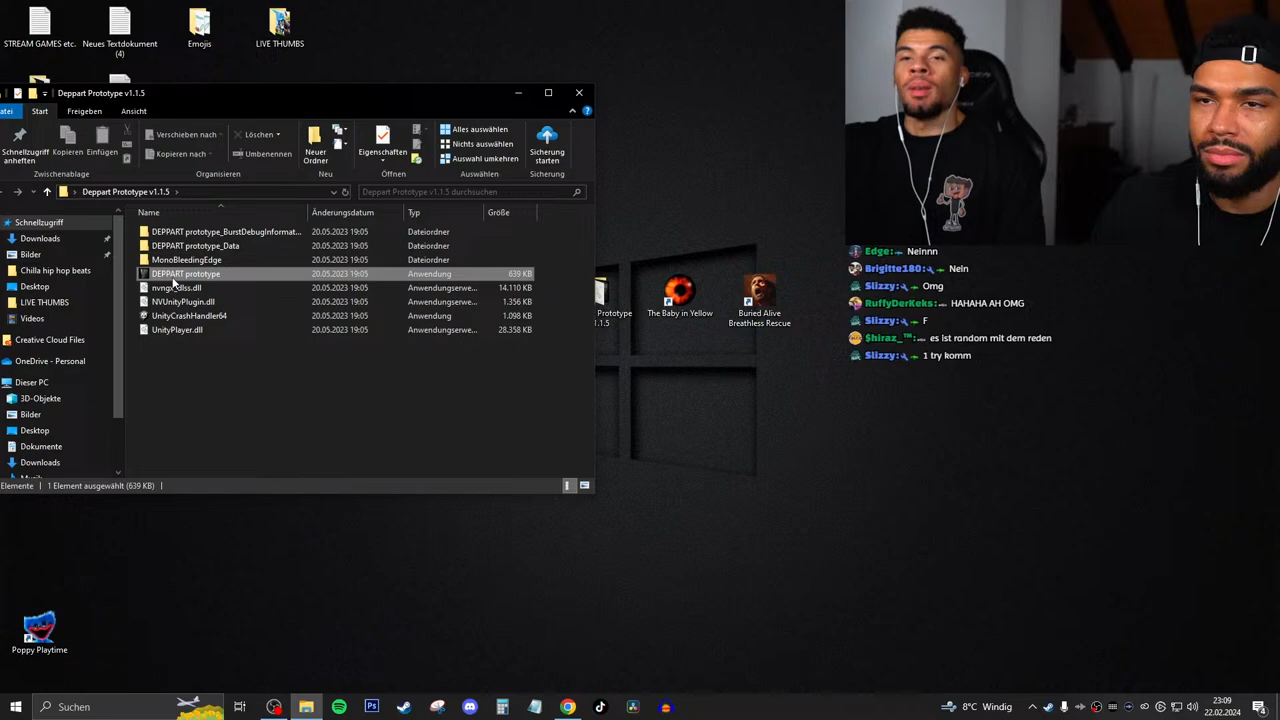 STREAM GAMES etc.
Neues Textdokument (4)
Emojis
LIVE THUMBS
Deppart Prototype v1.1.5
Start
Freigeben
Ansicht
Schnellzugriff anheften
Kopieren
Einfügen
Verschieben nach
Kopieren nach
Löschen
Umbenennen
Neuer Ordner
Eigenschaften
Alles auswählen
Nichts auswählen
Auswahl umkehren
Sicherung starten
Zwischenablage
Organisieren
Neu
Öffnen
Auswählen
Sicherung
Deppart Prototype v1.1.5
Deppart Prototype v1.1.5 durchsuchen
Name Änderungsdatum Typ Größe
DEPPART prototype_BurstDebugInformat... 20.05.2023 19:05 Dateiordner
DEPPART prototype_Data 20.05.2023 19:05 Dateiordner
MonoBleedingEdge 20.05.2023 19:05 Dateiordner
DEPPART prototype 20.05.2023 19:05 Anwendung 639 KB
nvngx_dlss.dll 20.05.2023 19:05 Anwendungserwe... 14.110 KB
NVUnityPlugin.dll 20.05.2023 19:05 Anwendungserwe... 1.356 KB
UnityCrashHandler64 20.05.2023 19:05 Anwendung 1.098 KB
UnityPlayer.dll 20.05.2023 19:05 Anwendungserwe... 28.358 KB
Schnellzugriff
Downloads
Bilder
Chilla hip hop beats
Desktop
LIVE THUMBS
Videos
Creative Cloud Files
OneDrive - Personal
Dieser PC
3D-Objekte
Bilder
Desktop
Dokumente
Downloads
Elemente 1 Element ausgewählt (639 KB)
Prototype
1.1.5
The Baby in Yellow
Buried Alive
Breathless Rescue
Edge: Neinnn
Brigitte180: Nein
Slizzy: Omg
RuffyDerKeks: HAHAHA AH OMG
Slizzy: F
$hiraz_™: es ist random mit dem reden
Slizzy: 1 try komm
Poppy Playtime
Suchen
8°C Windig
23:09
22.02.2024